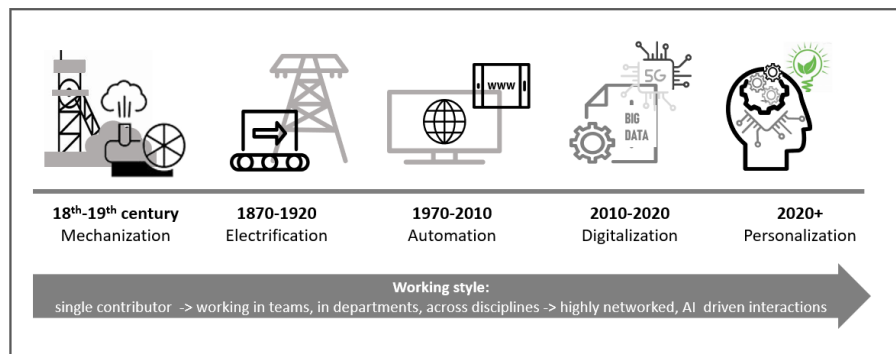 WWW
5G
BIG
DATA
18th-19th century
Mechanization
1870-1920
Electrification
1970-2010
Automation
2010-2020
Digitalization
2020+
Personalization
Working style:
single contributor -> working in teams, in departments, across disciplines -> highly networked, AI driven interactions